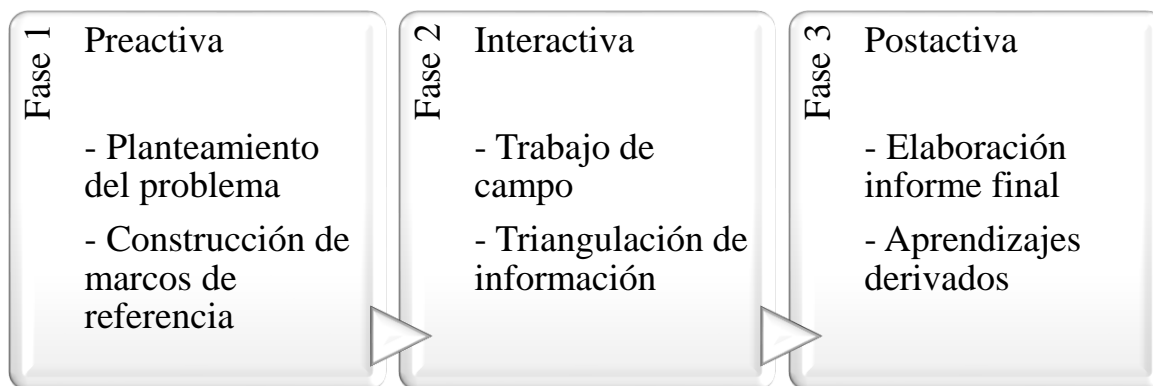 Fase 1
Preactiva
- Planteamiento
del problema
- Construcción de
marcos de
referencia
Fase 2
Interactiva
- Trabajo de
campo
- Triangulación de
información
Fase 3
Postactiva
- Elaboración
informe final
- Aprendizajes
derivados